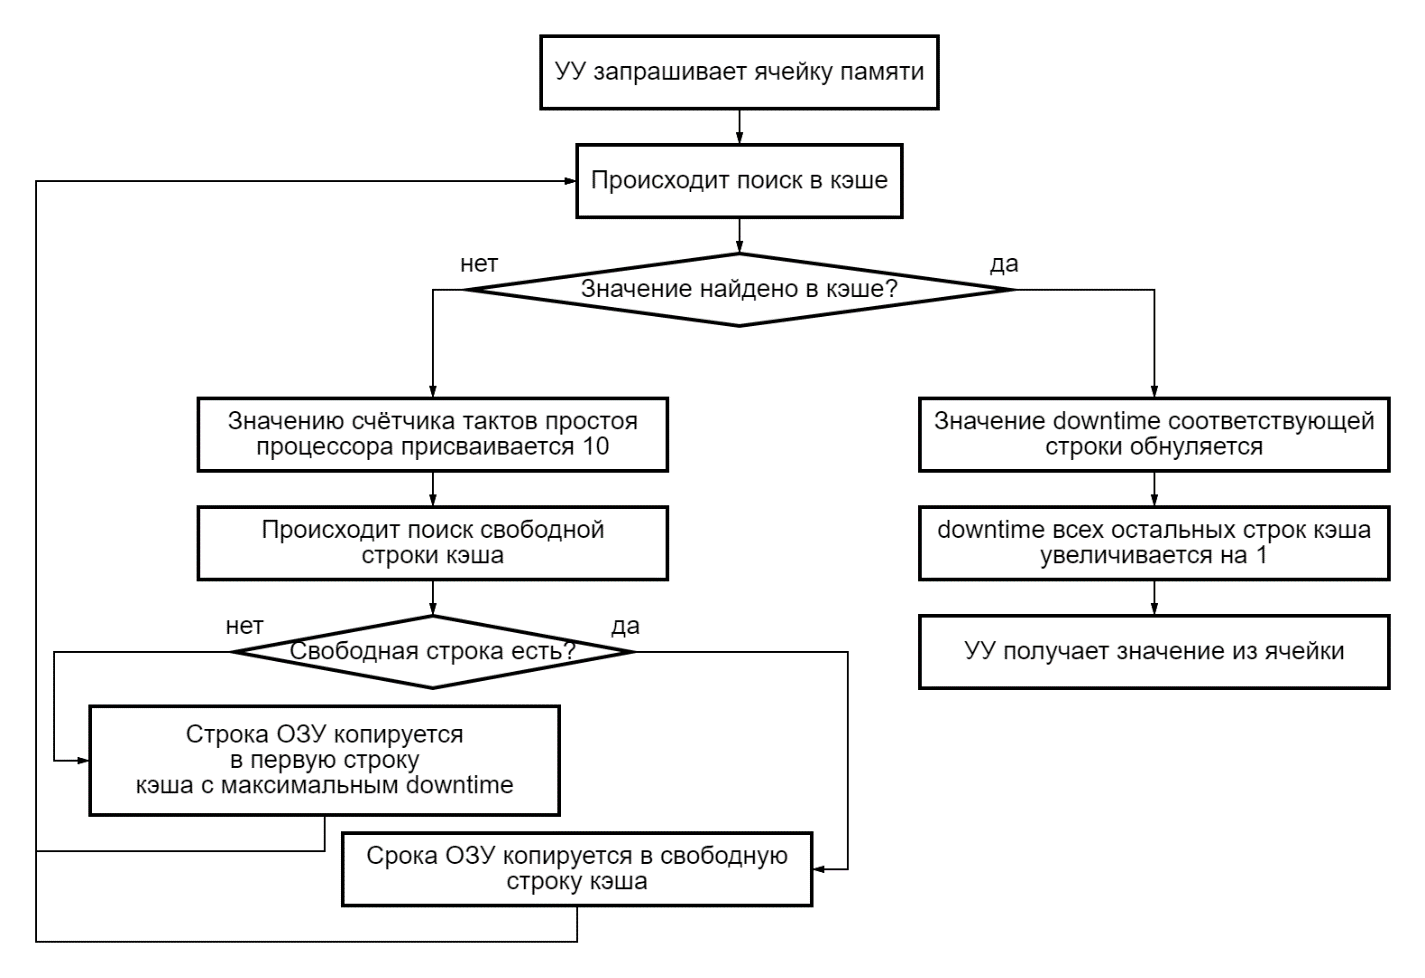 УУ запрашивает ячейку памяти
Происходит поиск в кэше
нет
да
Значение найдено в кэше?
Значению счётчика тактов простоя
процессора присваивается 10
Значение downtime соответствующей
строки обнуляется
Происходит поиск свободной
строки кэша
downtime всех остальных строк кэша
увеличивается на 1
нет
да
Свободная строка есть?
УУ получает значение из ячейки
Строка ОЗУ копируется
в первую строку
кэша с максимальным downtime
Срока ОЗУ копируется в свободную
строку кэша